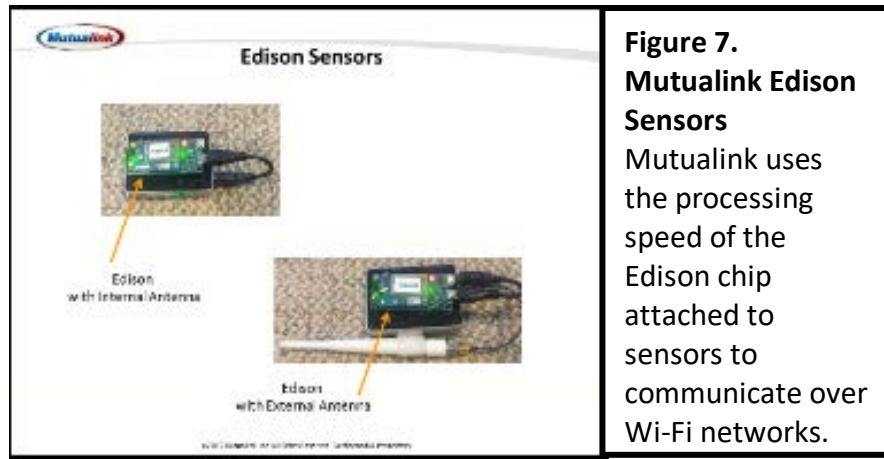 Mutualink
Edison Sensors
Edison
with Internal Antenna
Edison
with External Antenna
Figure 7.
Mutualink Edison
Sensors
Mutualink uses
the processing
speed of the
Edison chip
attached to
sensors to
communicate over
Wi-Fi networks.